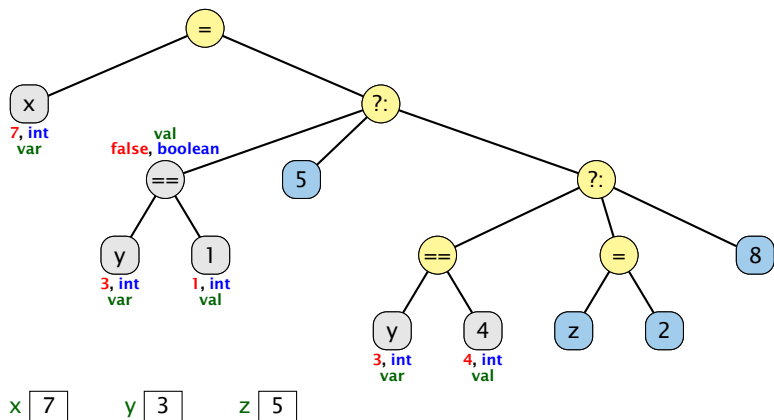 =
x
?:
7, int
var
val
false, boolean
==
5
?:
y
1
==
=
8
3, int
var
1, int
val
y
4
z
2
3, int
var
4, int
val
x 7 y 3 z 5